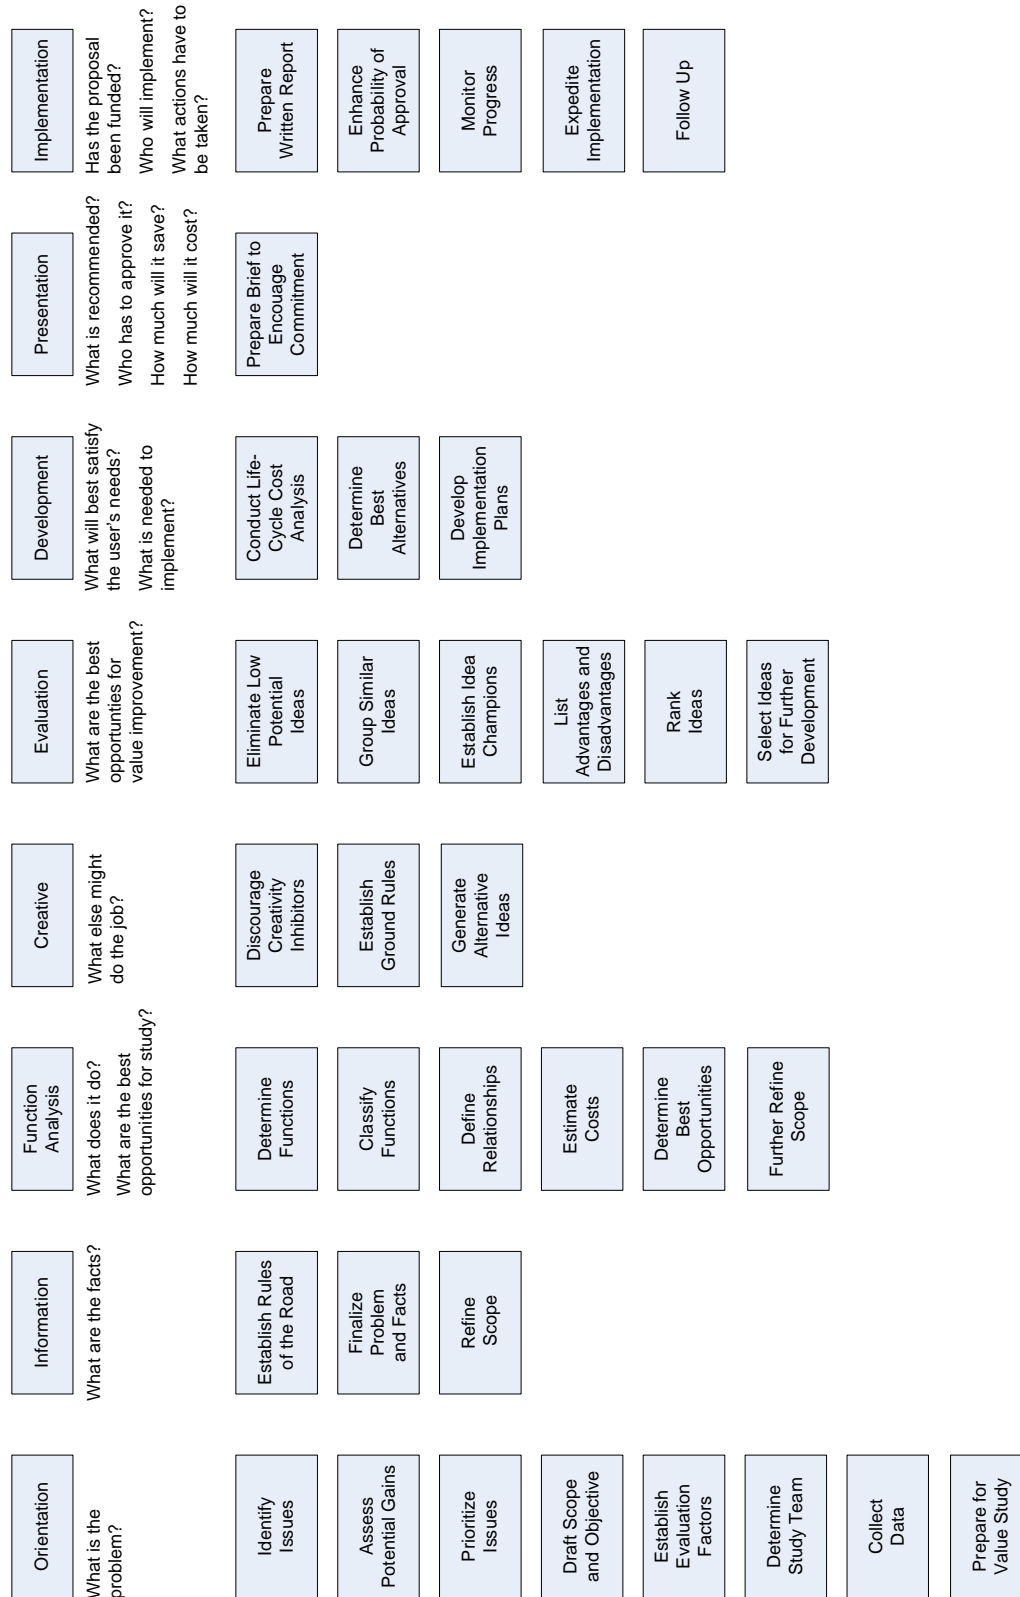 Orientation
What is the
problem?
Identify
Issues
Assess
Potential Gains
Prioritize
Issues
Draft Scope
and Objective
Establish
Evaluation
Factors
Determine
Study Team
Collect
Data
Prepare for
Value Study
Information
What are the facts?
Establish Rules
of the Road
Finalize
Problem
and Facts
Refine
Scope
Function
Analysis
What does it do?
What are the best
opportunities for study?
Determine
Functions
Classify
Functions
Define
Relationships
Estimate
Costs
Determine
Best
Opportunities
Further Refine
Scope
Creative
What else might
do the job?
Discourage
Creativity
Inhibitors
Establish
Ground Rules
Generate
Alternative
Ideas
Evaluation
What are the best
opportunties for
value improvement?
Eliminate Low
Potential
Ideas
Group Similar
Ideas
Establish Idea
Champions
List
Advantages and
Disadvantages
Rank
Ideas
Select Ideas
for Further
Development
Development
What will best satisfy
the user's needs?
What is needed to
implement?
Conduct Life-
Cycle Cost
Analysis
Determine
Best
Alternatives
Develop
Implementation
Plans
Presentation
What is recommended?
Who has to approve it?
How much will it save?
How much will it cost?
Prepare Brief to
Encouage
Commitment
Implementation
Has the proposal
been funded?
Who will implement?
What actions have to
be taken?
Prepare
Written Report
Enhance
Probability of
Approval
Monitor
Progress
Expedite
Implementation
Follow Up